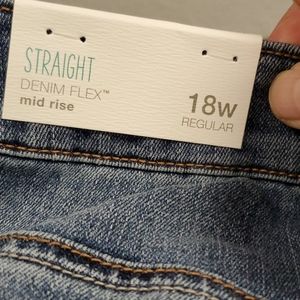 STRAIGHT
DENIM FLEX™
mid rise
18w
REGULAR